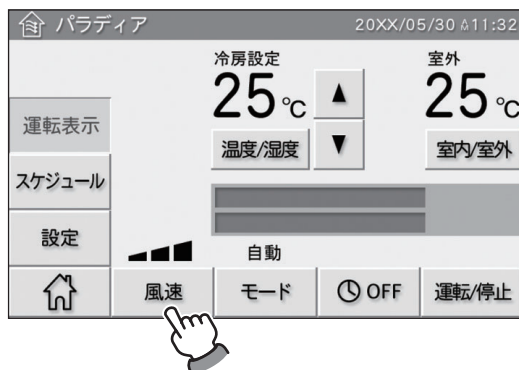 パラディア 20XX/05/30 AM11:32
冷房設定 室外
25℃ ▲ 25℃
運転表示
温度/湿度 ▼ 室内/室外
スケジュール
設定
自動
風速 モード OFF 運転/停止